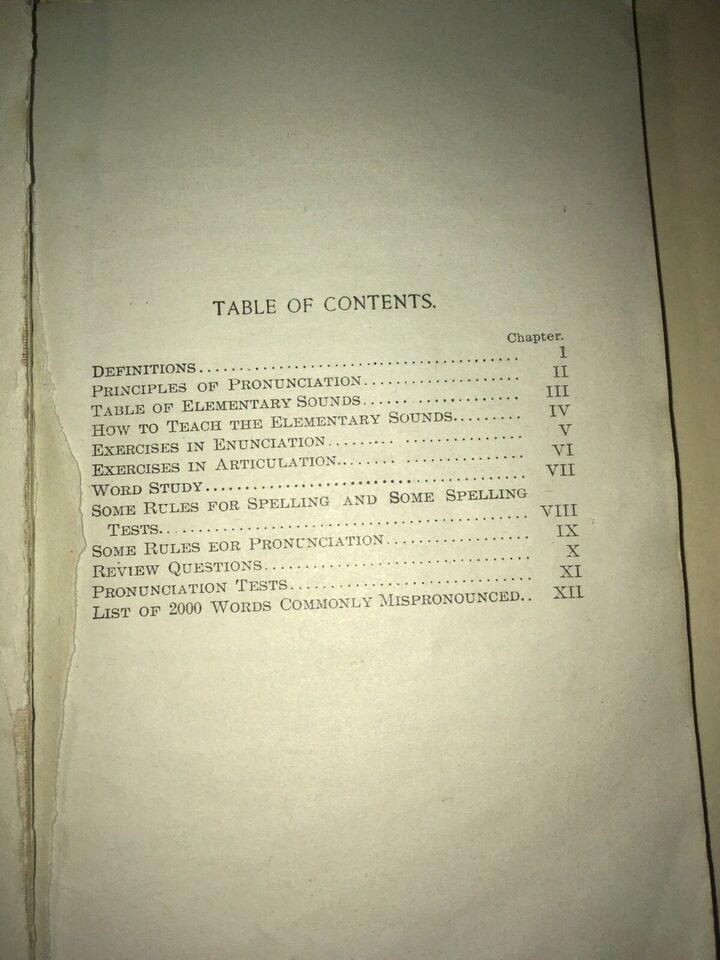 TABLE OF CONTENTS.
Chapter.
DEFINITIONS........................................... I
PRINCIPLES OF PRONUNCIATION................... II
TABLE OF ELEMENTARY SOUNDS................... III
HOW TO TEACH THE ELEMENTARY SOUNDS......... IV
EXERCISES IN ENUNCIATION........................ V
EXERCISES IN ARTICULATION....................... VI
WORD STUDY........................................... VII
SOME RULES FOR SPELLING AND SOME SPELLING
TESTS................................................ VIII
SOME RULES EOR PRONUNCIATION................. IX
REVIEW QUESTIONS.................................. X
PRONUNCIATION TESTS.............................. XI
LIST OF 2000 WORDS COMMONLY MISPRONOUNCED.. XII